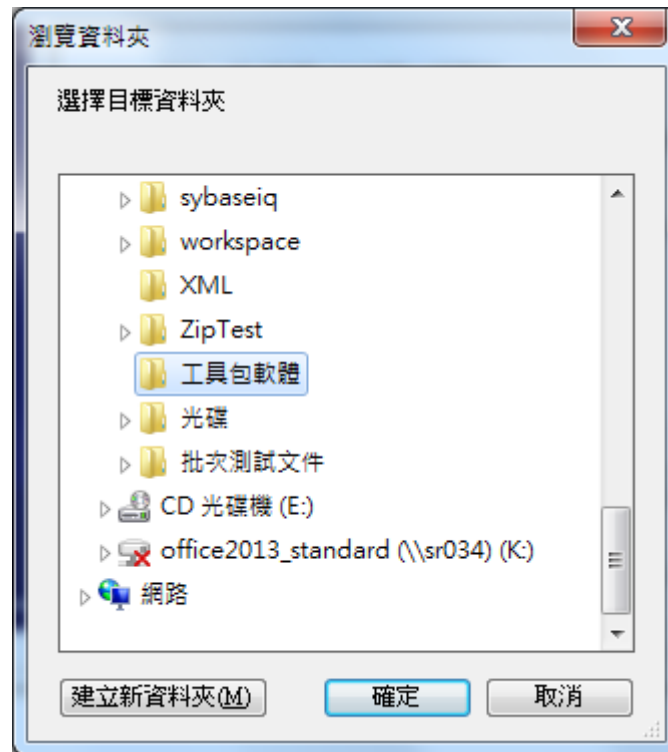 瀏覽資料夾
選擇目標資料夾
sybaseiq
workspace
XML
ZipTest
工具包軟體
光碟
批次測試文件
CD 光碟機 (E:)
office2013_standard (\\sr034) (K:)
網路
建立新資料夾(M) 確定 取消